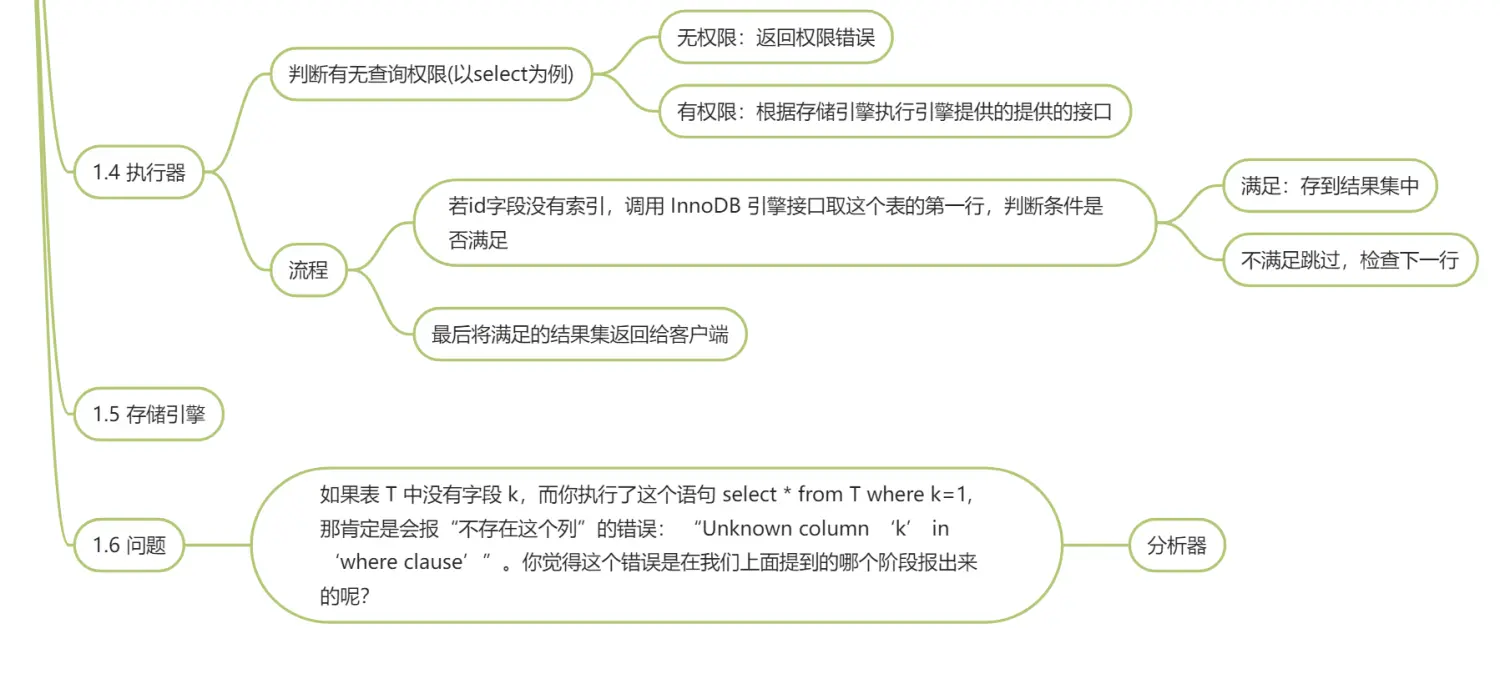 无权限：返回权限错误
判断有无查询权限(以select为例)
有权限：根据存储引擎执行引擎提供的提供的接口
1.4 执行器
满足：存到结果集中
若id字段没有索引，调用 InnoDB 引擎接口取这个表的第一行，判断条件是
否满足
不满足跳过，检查下一行
流程
最后将满足的结果集返回给客户端
1.5 存储引擎
如果表 T 中没有字段 k，而你执行了这个语句 select * from T where k=1,
那肯定是会报“不存在这个列”的错误： “Unknown column ‘k’ in
‘where clause’”。你觉得这个错误是在我们上面提到的哪个阶段报出来
的呢？
1.6 问题
分析器